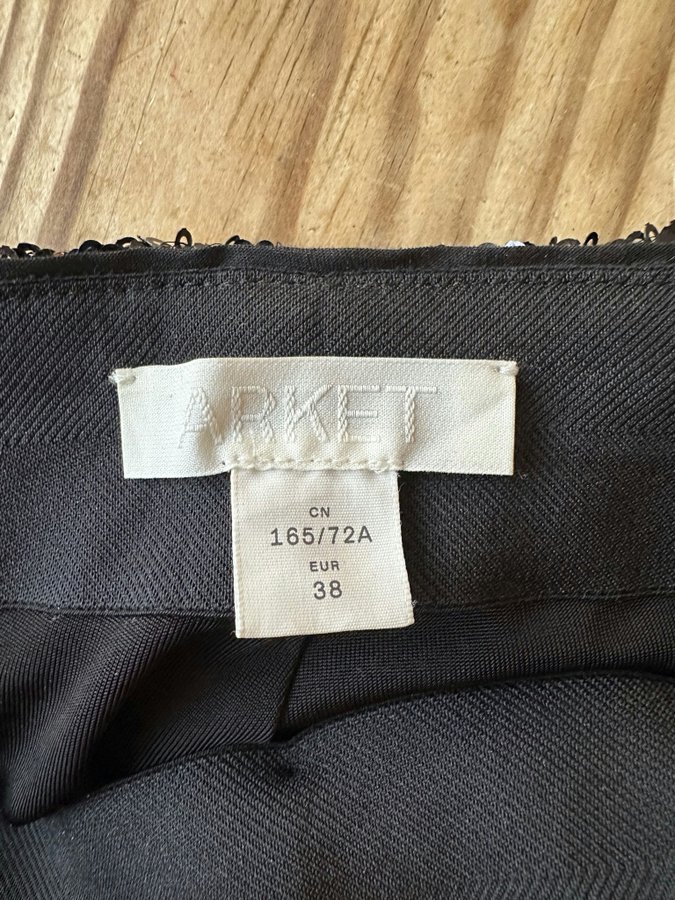 ARKET
CN
165/72A
EUR
38